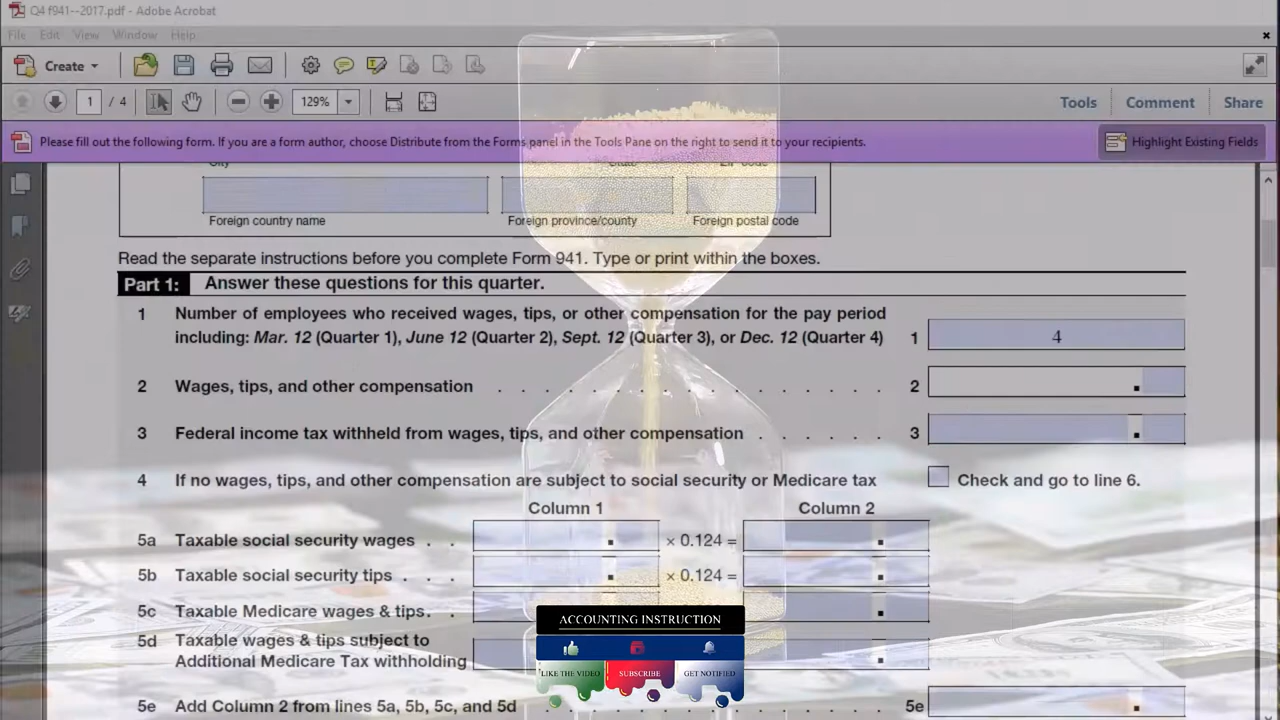 Q4 f941--2017.pdf - Adobe Acrobat
File Edit View Window Help
Create
1 / 4 129% Tools Comment Share
Please fill out the following form. If you are a form author, choose Distribute from the Forms panel in the Tools Pane on the right to send it to your recipients. Highlight Existing Fields
City State ZIP code
Foreign country name Foreign province/county Foreign postal code
Read the separate instructions before you complete Form 941. Type or print within the boxes.
Part 1: Answer these questions for this quarter.
1 Number of employees who received wages, tips, or other compensation for the pay period
including: Mar. 12 (Quarter 1), June 12 (Quarter 2), Sept. 12 (Quarter 3), or Dec. 12 (Quarter 4) 1 4
2 Wages, tips, and other compensation . . . . . . . . . . . . . . . . . 2 .
3 Federal income tax withheld from wages, tips, and other compensation . . . . . . 3 .
4 If no wages, tips, and other compensation are subject to social security or Medicare tax Check and go to line 6.
Column 1 Column 2
5a Taxable social security wages . . . × 0.124 = .
5b Taxable social security tips . . . . × 0.124 = .
5c Taxable Medicare wages & tips. . .
5d Taxable wages & tips subject to
Additional Medicare Tax withholding .
5e Add Column 2 from lines 5a, 5b, 5c, and 5d . . . . . . . . . . . . . . . 5e .
ACCOUNTING INSTRUCTION
LIKE THE VIDEO SUBSCRIBE GET NOTIFIED